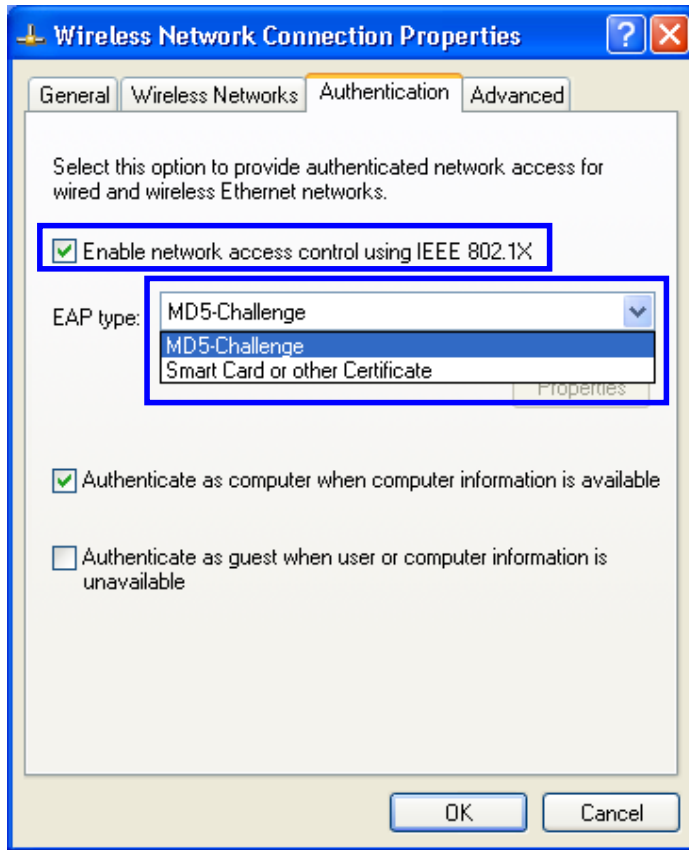 Wireless Network Connection Properties
General Wireless Networks Authentication Advanced
Select this option to provide authenticated network access for
wired and wireless Ethernet networks.
Enable network access control using IEEE 802.1X
EAP type: MD5-Challenge
MD5-Challenge
Smart Card or other Certificate
Properties
Authenticate as computer when computer information is available
Authenticate as guest when user or computer information is
unavailable
OK Cancel